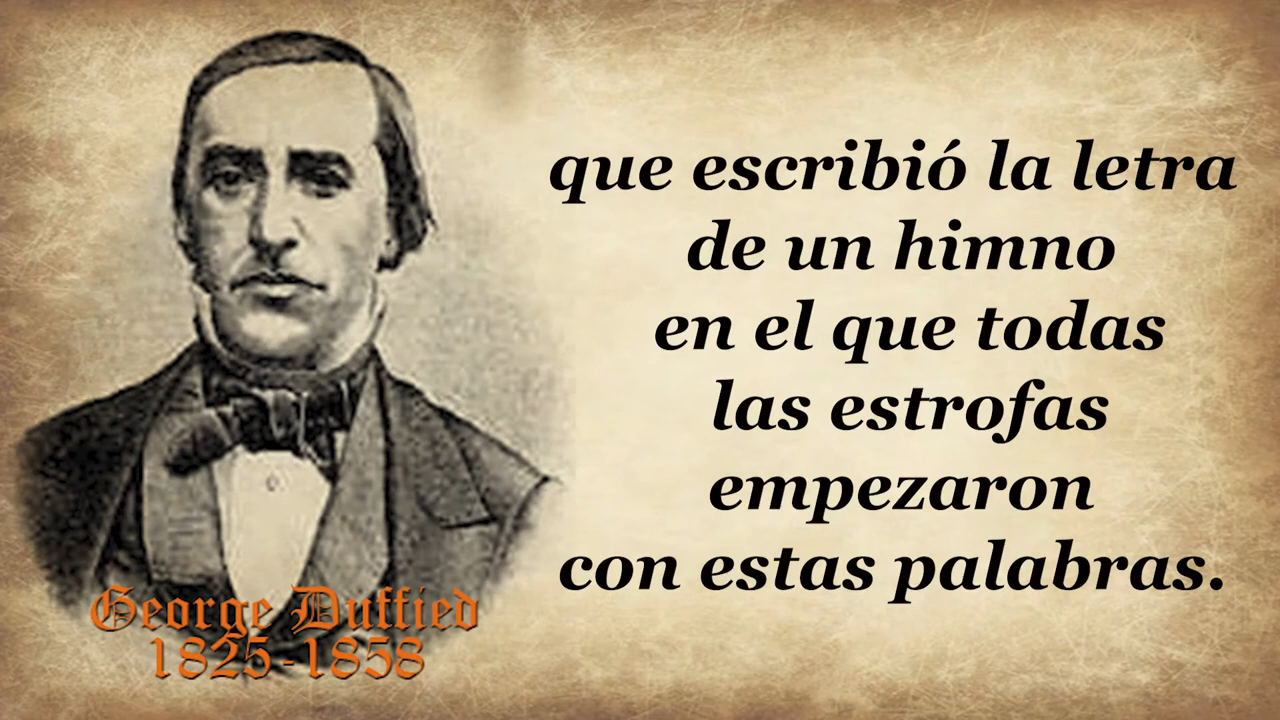 que escribió la letra
de un himno
en el que todas
las estrofas
empezaron
con estas palabras.
George Duffied
1825-1858